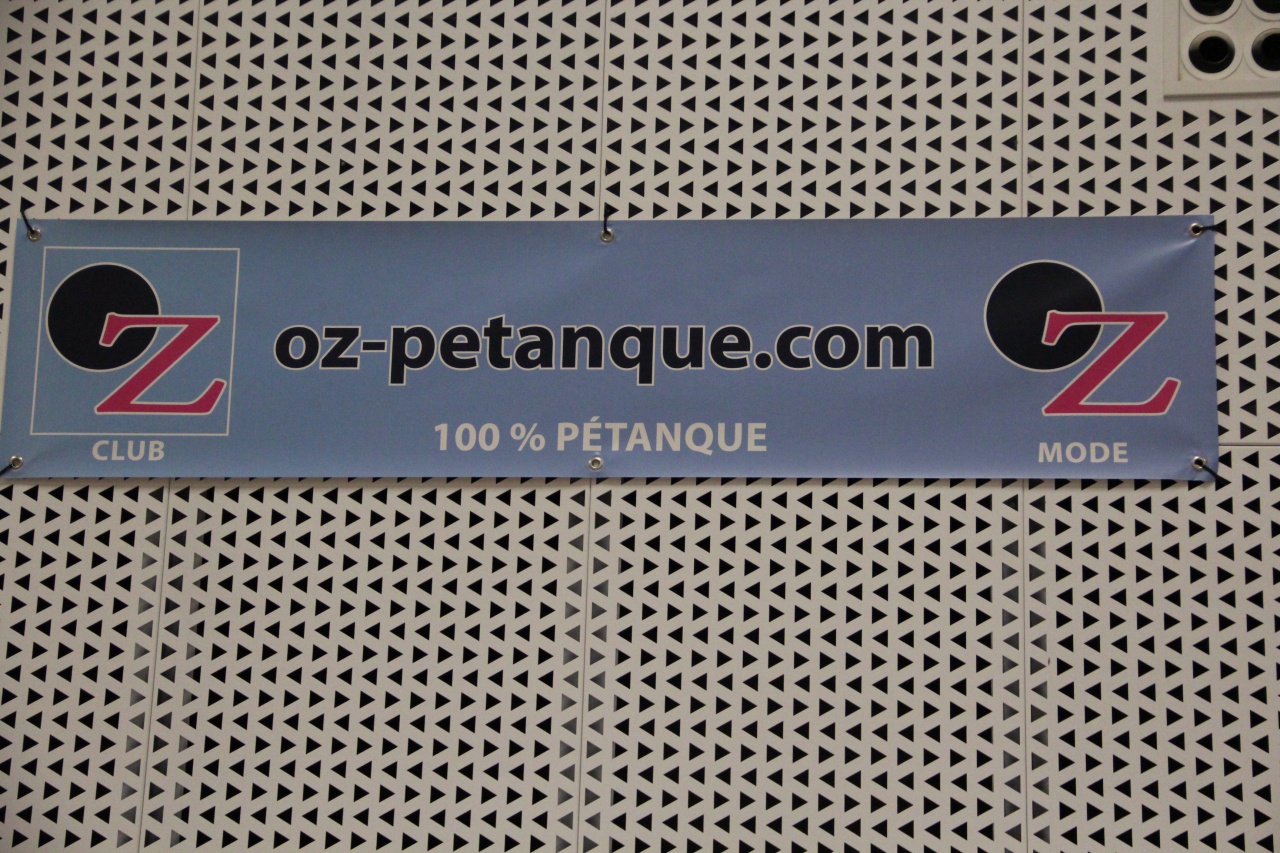 OZ
CLUB
oz-petanque.com
100 % PÉTANQUE
OZ
MODE